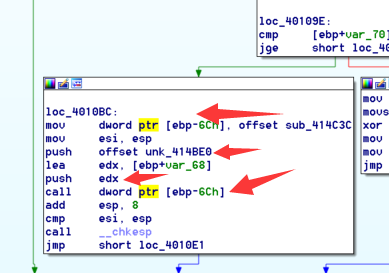 loc_40109E:
cmp [ebp+var_70]
jge short loc_40
loc_4010BC:
mov dword ptr [ebp-6Ch], offset sub_414C3C
mov esi, esp
push offset unk_414BE0
lea edx, [ebp+var_68]
push edx
call dword ptr [ebp-6Ch]
add esp, 8
cmp esi, esp
call __chkesp
jmp short loc_4010E1
mov
movs
xor
mov
mov
jmp